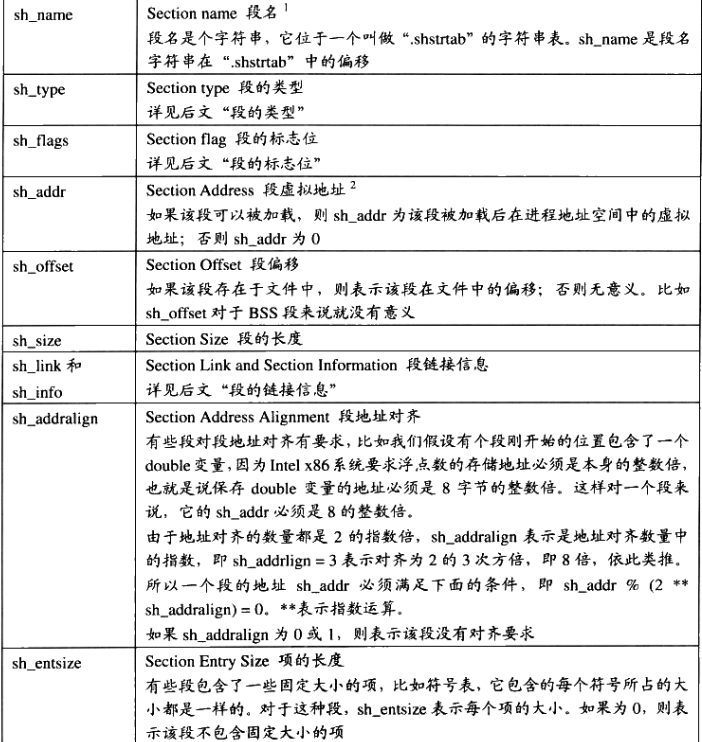 sh_name
Section name 段名 1
段名是个字符串，它位于一个叫做“.shstrtab”的字符串表。sh_name 是段名
字符串在“.shstrtab”中的偏移
sh_type
Section type 段的类型
详见后文“段的类型”
sh_flags
Section flag 段的标志位
详见后文“段的标志位”
sh_addr
Section Address 段虚拟地址 2
如果该段可以被加载，则 sh_addr 为该段被加载后在进程地址空间中的虚拟
地址；否则 sh_addr 为 0
sh_offset
Section Offset 段偏移
如果该段存在于文件中，则表示该段在文件中的偏移；否则无意义。比如
sh_offset 对于 BSS 段来说就没有意义
sh_size
Section Size 段的长度
sh_link 和
sh_info
Section Link and Section Information 段链接信息
详见后文“段的链接信息”
sh_addralign
Section Address Alignment 段地址对齐
有些段对段地址对齐有要求，比如我们假设有个段刚开始的位置包含了一个
double 变量，因为 Intel x86 系统要求浮点数的存储地址必须是本身的整数倍，
也就是说保存 double 变量的地址必须是 8 字节的整数倍。这样对一个段来
说，它的 sh_addr 必须是 8 的整数倍。
由于地址对齐的数量都是 2 的指数倍，sh_addralign 表示是地址对齐数量中
的指数，即 sh_addrlign = 3 表示对齐为 2 的 3 次方倍，即 8 倍，依此类推。
所以一个段的地址 sh_addr 必须满足下面的条件，即 sh_addr % (2 **
sh_addralign) = 0。**表示指数运算。
如果 sh_addralign 为 0 或 1，则表示该段没有对齐要求
sh_entsize
Section Entry Size 项的长度
有些段包含了一些固定大小的项，比如符号表，它包含的每个符号所占的大
小都是一样的。对于这种段，sh_entsize 表示每个项的大小。如果为 0，则表
示该段不包含固定大小的项